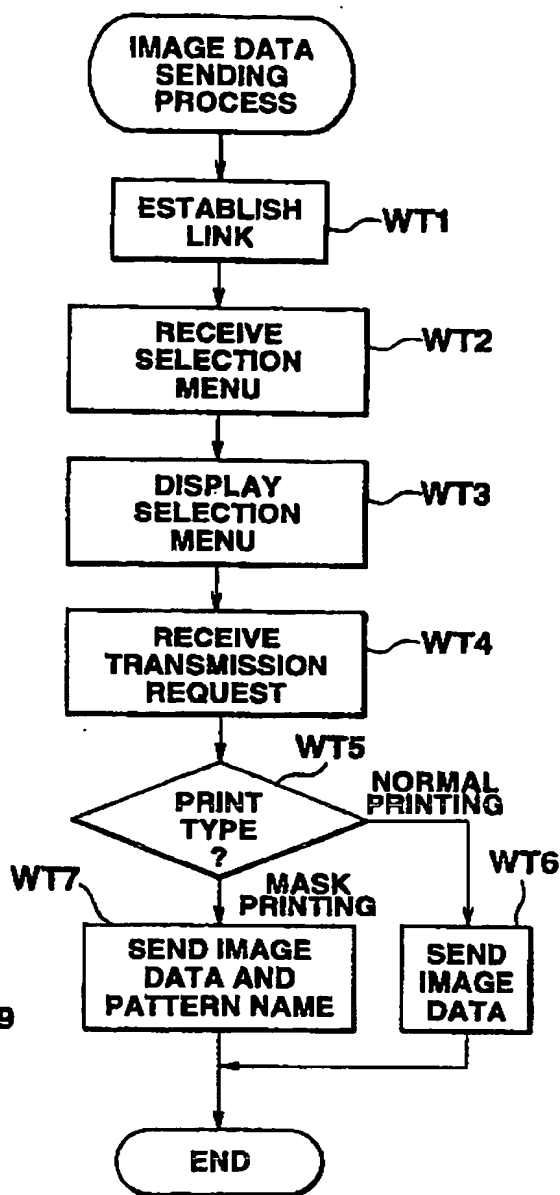 IMAGE DATA
SENDING
PROCESS
ESTABLISH
LINK
WT1
RECEIVE
SELECTION
MENU
WT2
DISPLAY
SELECTION
MENU
WT3
RECEIVE
TRANSMISSION
REQUEST
WT4
WT5
PRINT
TYPE
?
NORMAL
PRINTING
WT6
WT7
MASK
PRINTING
SEND IMAGE
DATA AND
PATTERN NAME
SEND
IMAGE
DATA
9
END